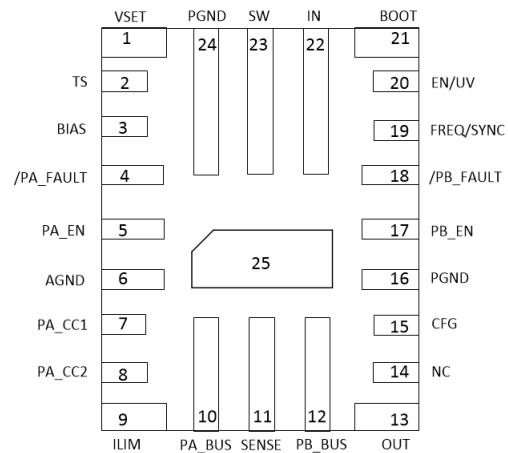 VSET PGND SW IN BOOT
1 24 23 22 21
TS 2 20 EN/UV
BIAS 3 19 FREQ/SYNC
/PA_FAULT 4 18 /PB_FAULT
PA_EN 5 17 PB_EN
25
AGND 6 16 PGND
PA_CC1 7 15 CFG
PA_CC2 8 14 NC
9 10 11 12 13
ILIM PA_BUS SENSE PB_BUS OUT